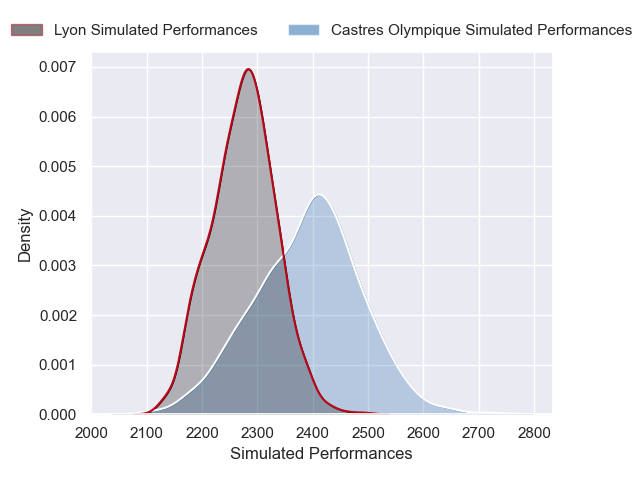 Lyon Simulated Performances
Castres Olympique Simulated Performances
0.007
0.006
0.005
0.004
0.003
0.002
0.001
0.000
Density
2000 2100 2200 2300 2400 2500 2600 2700 2800
Simulated Performances